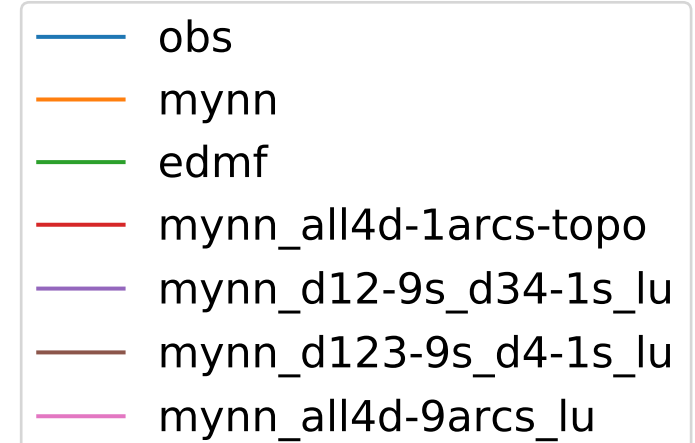 obs
mynn
edmf
mynn_all4d-1arcs-topo
mynn_d12-9s_d34-1s_lu
mynn_d123-9s_d4-1s_lu
mynn_all4d-9arcs_lu